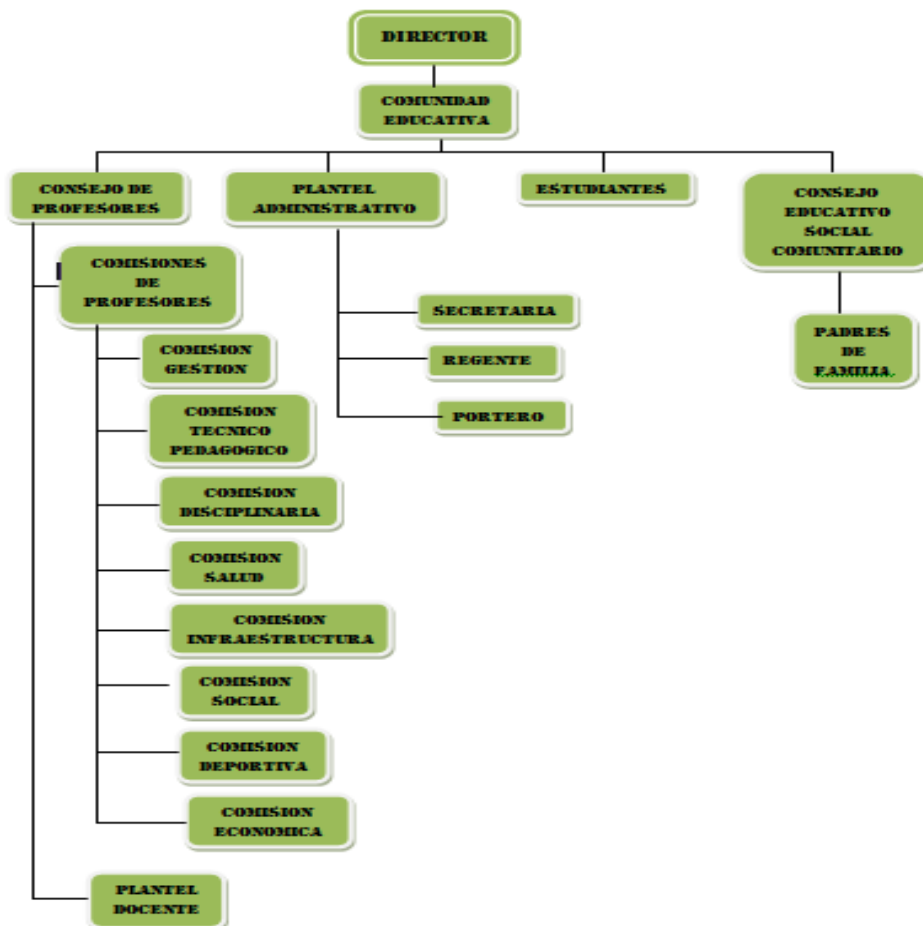 DIRECTOR
COMUNIDAD
EDUCATIVA
CONSEJO DE
PROFESORES
PLANTEL
ADMINISTRATIVO
ESTUDIANTES
CONSEJO
EDUCATIVO
SOCIAL
COMUNITARIO
COMISIONES
DE
PROFESORES
SECRETARIA
REGENTE
PORTERO
PADRES
DE
FAMILIA
COMISION
GESTION
COMISION
TECNICO
PEDAGOGICO
COMISION
DISCIPLINARIA
COMISION
SALUD
COMISION
INFRAESTRUCTURA
COMISION
SOCIAL
COMISION
DEPORTIVA
COMISION
ECONOMICA
PLANTEL
DOCENTE